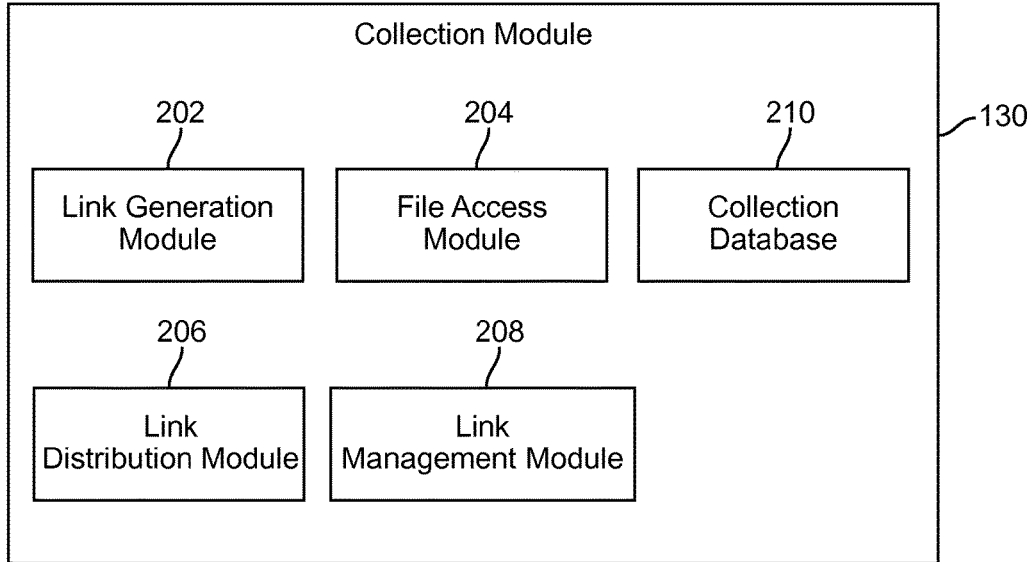 Collection Module
202
204
210
130
Link Generation
Module
File Access
Module
Collection
Database
206
208
Link
Distribution Module
Link
Management Module